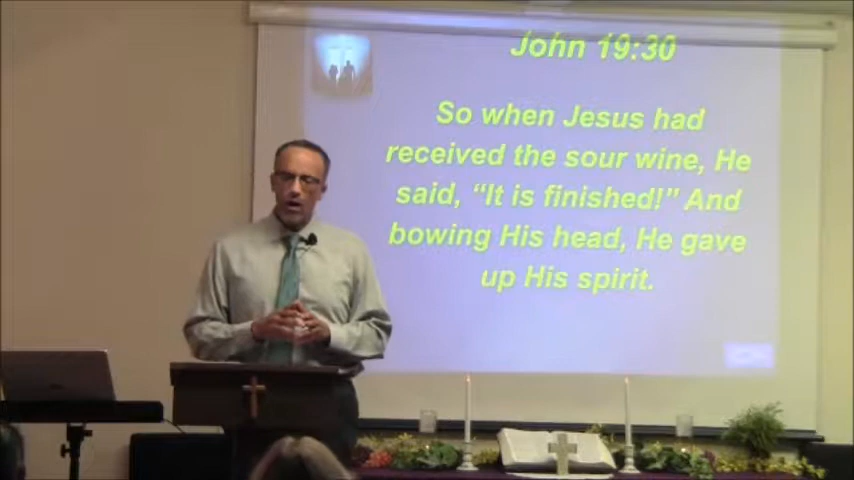 John 19:30
So when Jesus had
received the sour wine, He
said, “It is finished!” And
bowing His head, He gave
up His spirit.